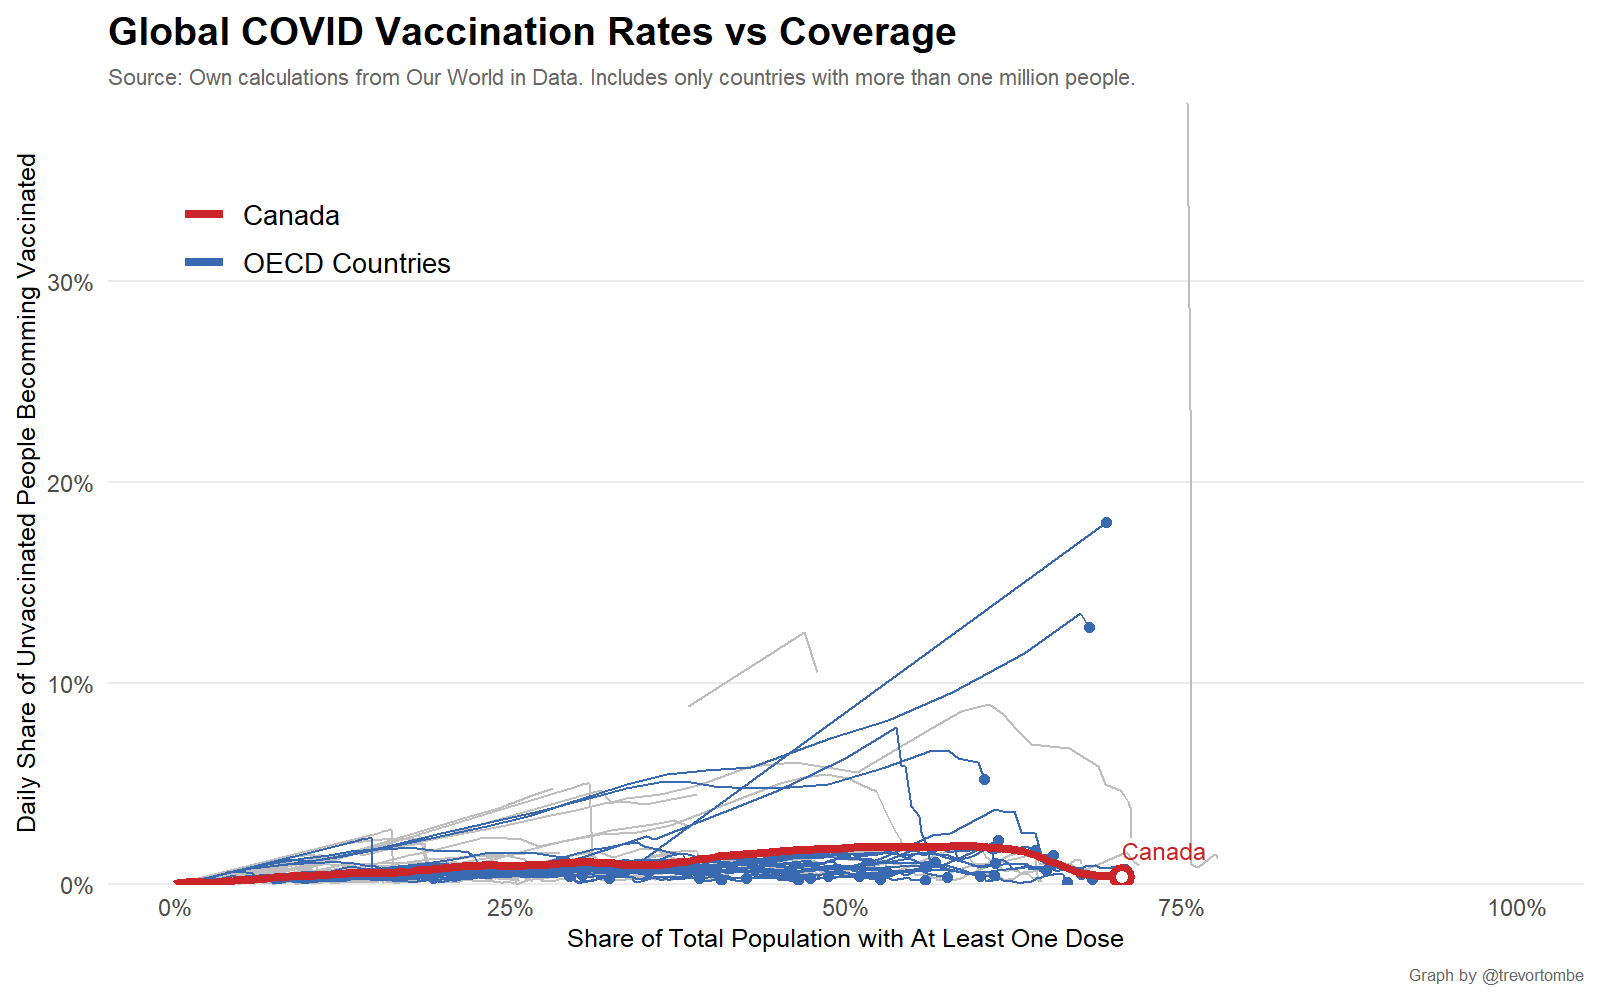 Global COVID Vaccination Rates vs Coverage
Source: Own calculations from Our World in Data. Includes only countries with more than one million people.
Daily Share of Unvaccinated People Becomming Vaccinated
Canada
OECD Countries
30%
20%
10%
0%
Canada
0%
25%
50%
75%
100%
Share of Total Population with At Least One Dose
Graph by @trevortombe